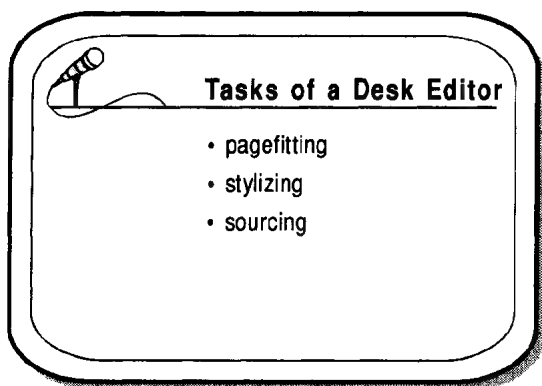 Tasks of a Desk Editor
• pagefitting
• stylizing
• sourcing